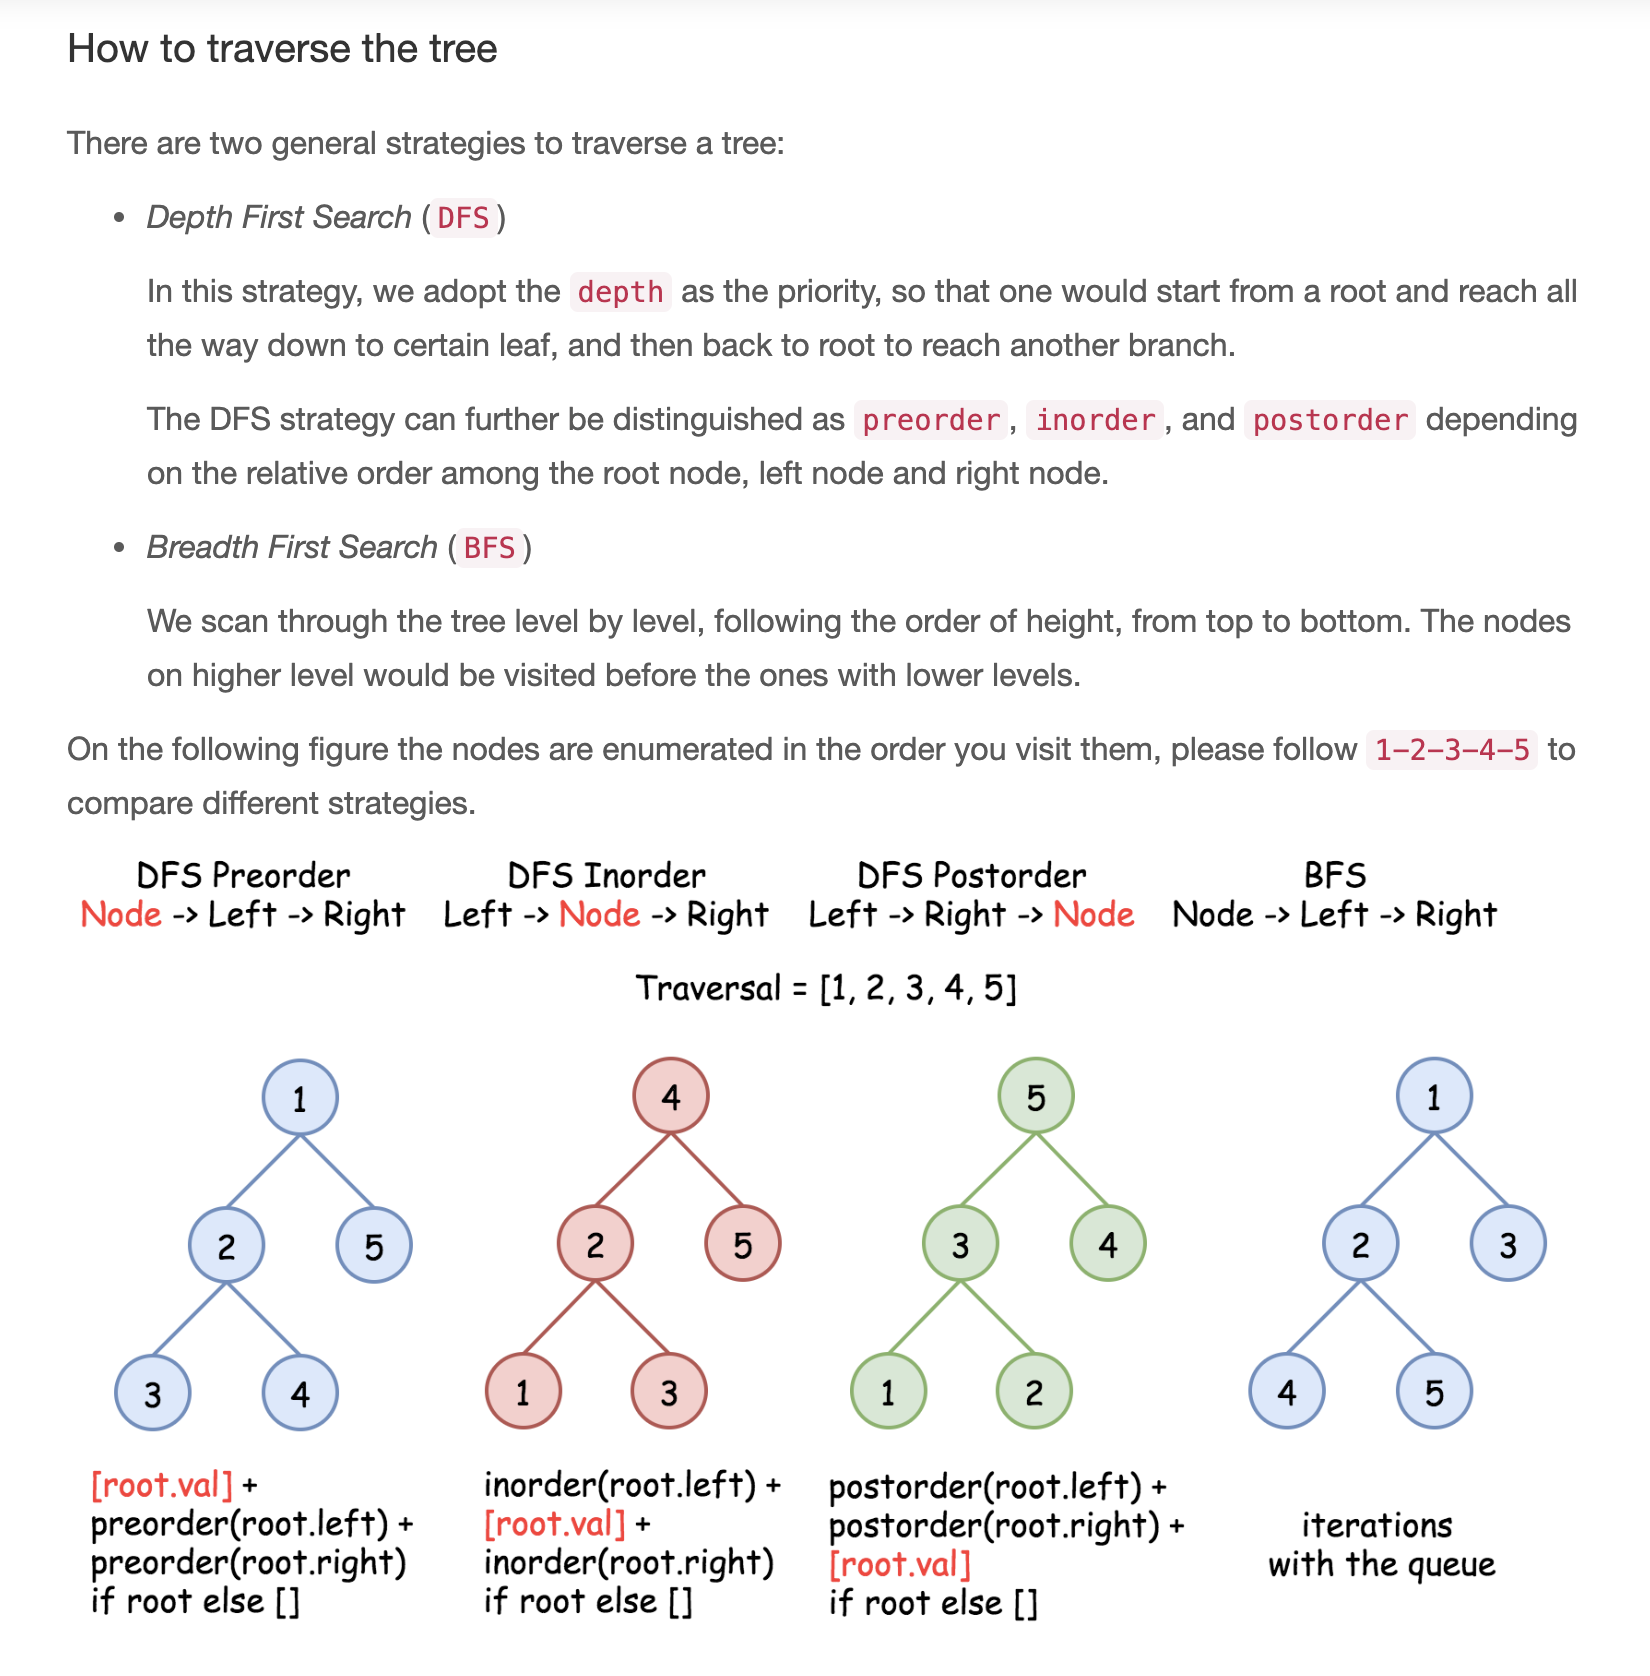 How to traverse the tree
There are two general strategies to traverse a tree:
• Depth First Search (DFS)
In this strategy, we adopt the depth as the priority, so that one would start from a root and reach all
the way down to certain leaf, and then back to root to reach another branch.
The DFS strategy can further be distinguished as preorder, inorder, and postorder depending
on the relative order among the root node, left node and right node.
• Breadth First Search (BFS)
We scan through the tree level by level, following the order of height, from top to bottom. The nodes
on higher level would be visited before the ones with lower levels.
On the following figure the nodes are enumerated in the order you visit them, please follow 1-2-3-4-5 to
compare different strategies.
DFS Preorder
Node -> Left -> Right
DFS Inorder
Left -> Node -> Right
DFS Postorder
Left -> Right -> Node
BFS
Node -> Left -> Right
Traversal = [1, 2, 3, 4, 5]
1
2 5
3 4
4
2 5
1 3
5
3 4
1 2
1
2 3
4 5
[root.val] +
preorder(root.left) +
preorder(root.right)
if root else []
inorder(root.left) +
[root.val] +
inorder(root.right)
if root else []
postorder(root.left) +
postorder(root.right) +
[root.val]
if root else []
iterations
with the queue